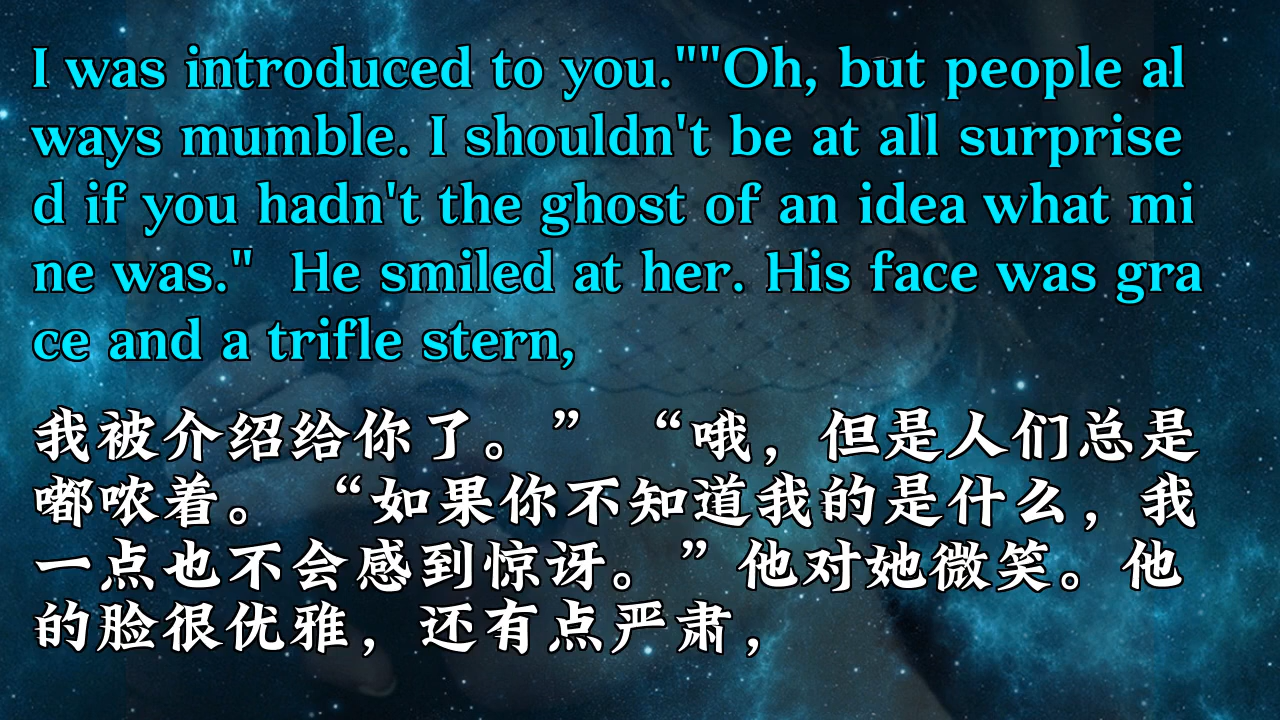 I was introduced to you.""Oh, but people al
ways mumble. I shouldn't be at all surprise
d if you hadn't the ghost of an idea what mi
ne was."  He smiled at her. His face was gra
ce and a trifle stern,
我被介绍给你了。” “哦，但是人们总是
嘟哝着。 “如果你不知道我的是什么，我
一点也不会感到惊讶。”他对她微笑。他
的脸很优雅，还有点严肃，